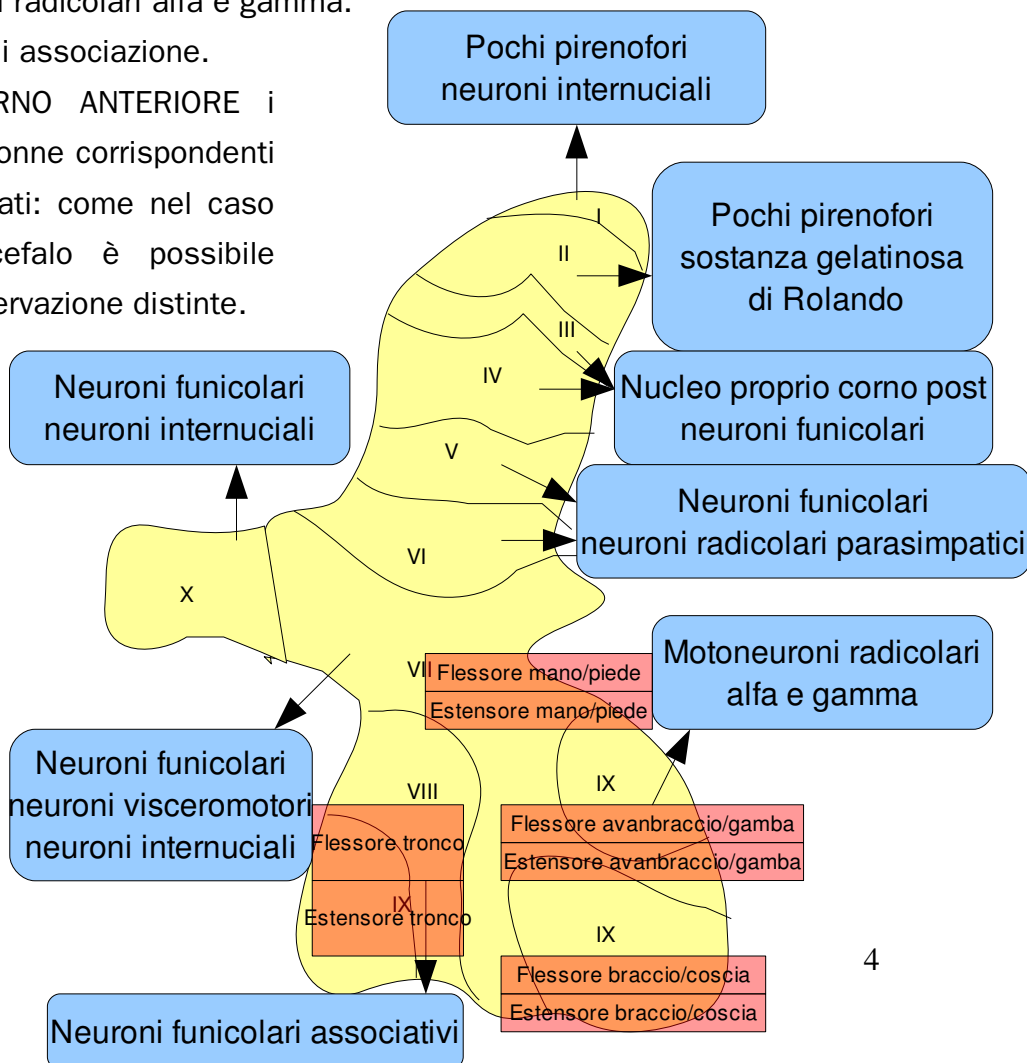 radicolari alfa e gamma.
i associazione.
RNO ANTERIORE i
onne corrispondenti
ati: come nel caso
cefalo è possibile
ervazione distinte.
Pochi pirenofori
neuroni internuciali
I
II
Pochi pirenofori
sostanza gelatinosa
di Rolando
III
IV
Nucleo proprio corno post
neuroni funicolari
Neuroni funicolari
neuroni internuciali
V
Neuroni funicolari
neuroni radicolari parasimpatici
VI
X
VII
Flessore mano/piede
Estensore mano/piede
Motoneuroni radicolari
alfa e gamma
Neuroni funicolari
neuroni visceromotori
neuroni internuciali
VIII
IX
Flessore tronco
Estensore tronco
IX
Flessore avanbraccio/gamba
Estensore avanbraccio/gamba
IX
Flessore braccio/coscia
Estensore braccio/coscia
Neuroni funicolari associativi
4